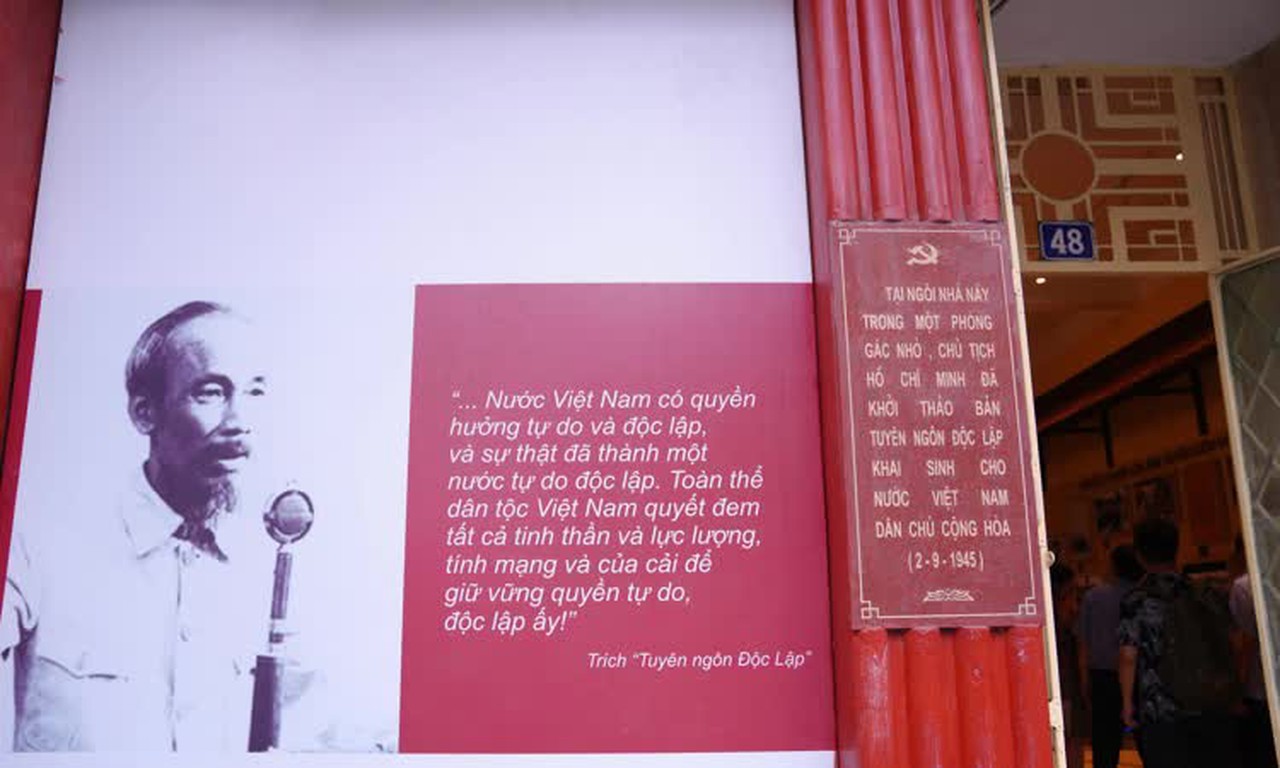 "... Nước Việt Nam có quyền
hưởng tự do và độc lập,
và sự thật đã thành một
nước tự do độc lập. Toàn thể
dân tộc Việt Nam quyết đem
tất cả tinh thần và lực lượng,
tính mạng và của cải để
giữ vững quyền tự do,
độc lập ấy!"
Trích "Tuyên ngôn Độc Lập"
TẠI NGÔI NHÀ NÀY
TRONG MỘT PHÒNG
GÁC NHỎ, CHỦ TỊCH
HỒ CHÍ MINH ĐÃ
KHỞI THẢO BẢN
TUYÊN NGÔN ĐỘC LẬP
KHAI SINH CHO
NƯỚC VIỆT NAM
DÂN CHỦ CỘNG HÒA
(2-9-1945)
48